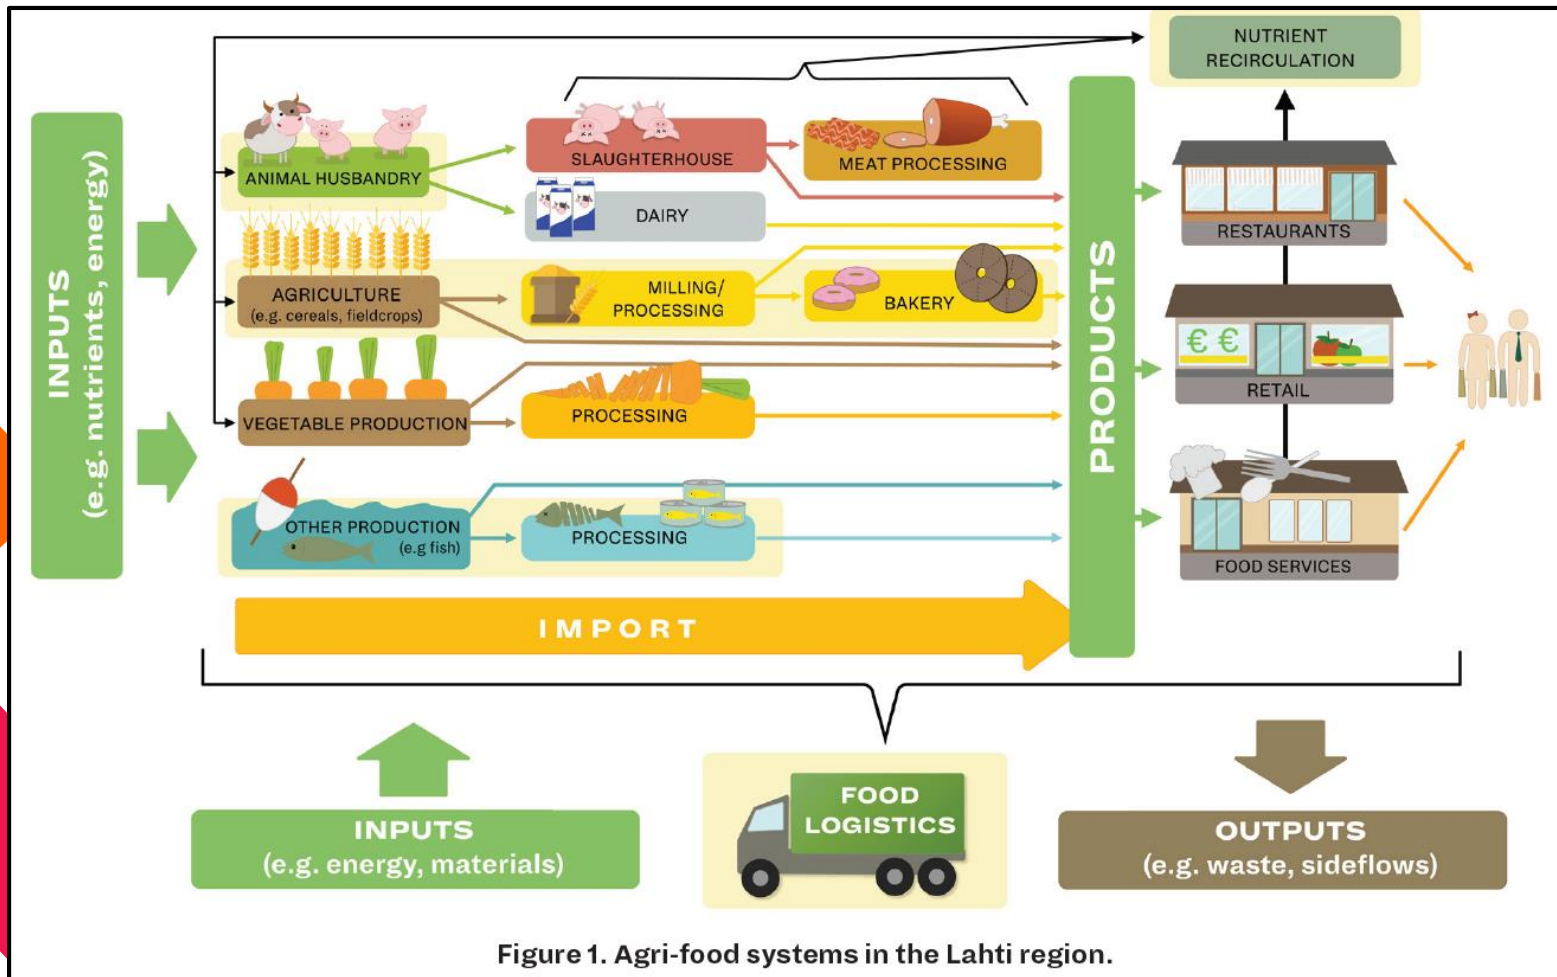 NUTRIENT
RECIRCULATION
INPUTS
(e.g. nutrients, energy)
ANIMAL HUSBANDRY
SLAUGHTERHOUSE
MEAT PROCESSING
DAIRY
AGRICULTURE
(e.g. cereals, fieldcrops)
MILLING/
PROCESSING
BAKERY
VEGETABLE PRODUCTION
PROCESSING
OTHER PRODUCTION
(e.g fish)
PROCESSING
IMPORT
PRODUCTS
RESTAURANTS
€ €
RETAIL
FOOD SERVICES
INPUTS
(e.g. energy, materials)
FOOD
LOGISTICS
OUTPUTS
(e.g. waste, sideflows)
Figure 1. Agri-food systems in the Lahti region.